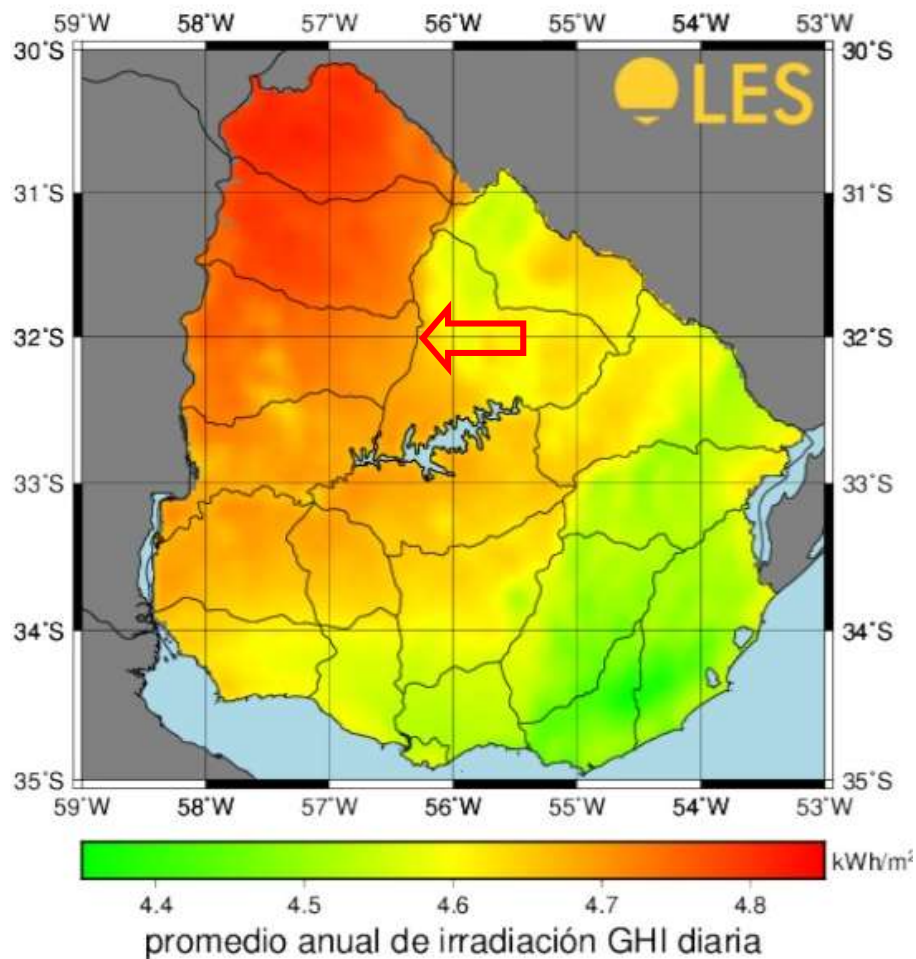 59°W 58°W 57°W 56°W 55°W 54°W 53°W
30°S 30°S
LES
31°S 31°S
32°S 32°S
33°S 33°S
34°S 34°S
35°S 35°S
59°W 58°W 57°W 56°W 55°W 54°W 53°W
kWh/m²
4.4 4.5 4.6 4.7 4.8
promedio anual de irradiación GHI diaria